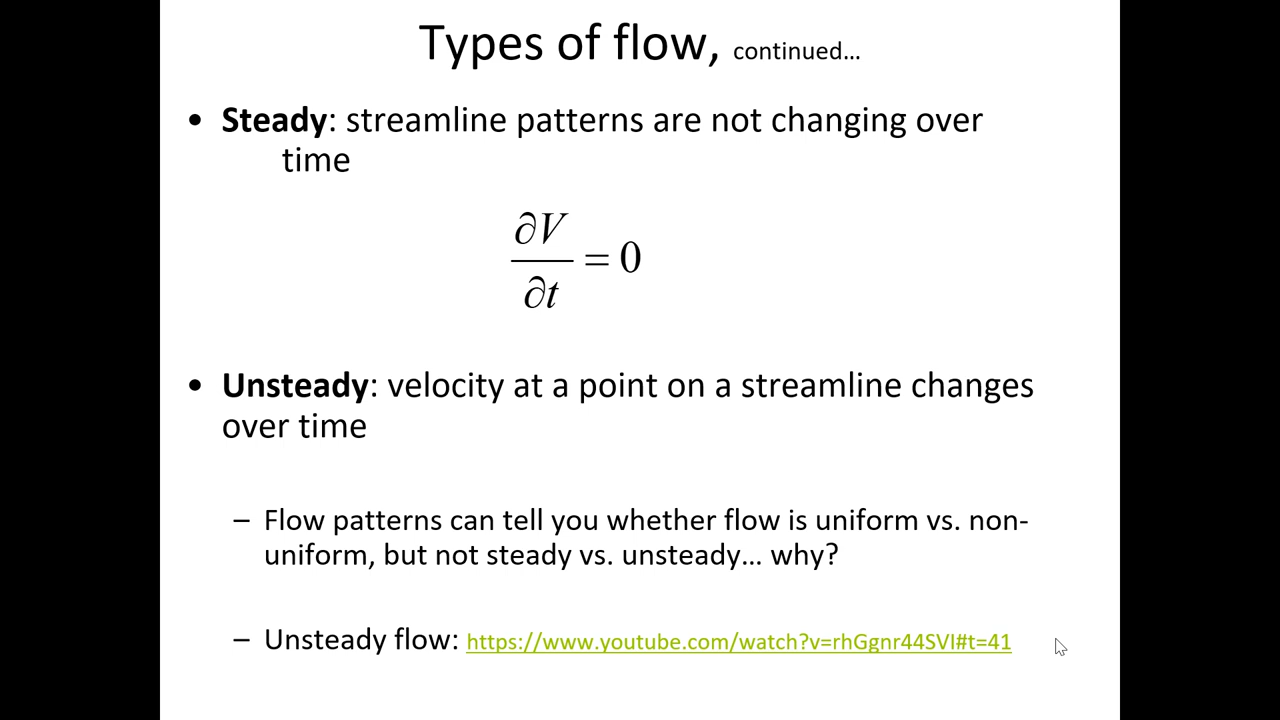 Types of flow, continued…
• Steady: streamline patterns are not changing over
time
∂V
∂t
= 0
• Unsteady: velocity at a point on a streamline changes
over time
– Flow patterns can tell you whether flow is uniform vs. non-
uniform, but not steady vs. unsteady… why?
– Unsteady flow: https://www.youtube.com/watch?v=rhGgnr44SVI#t=41